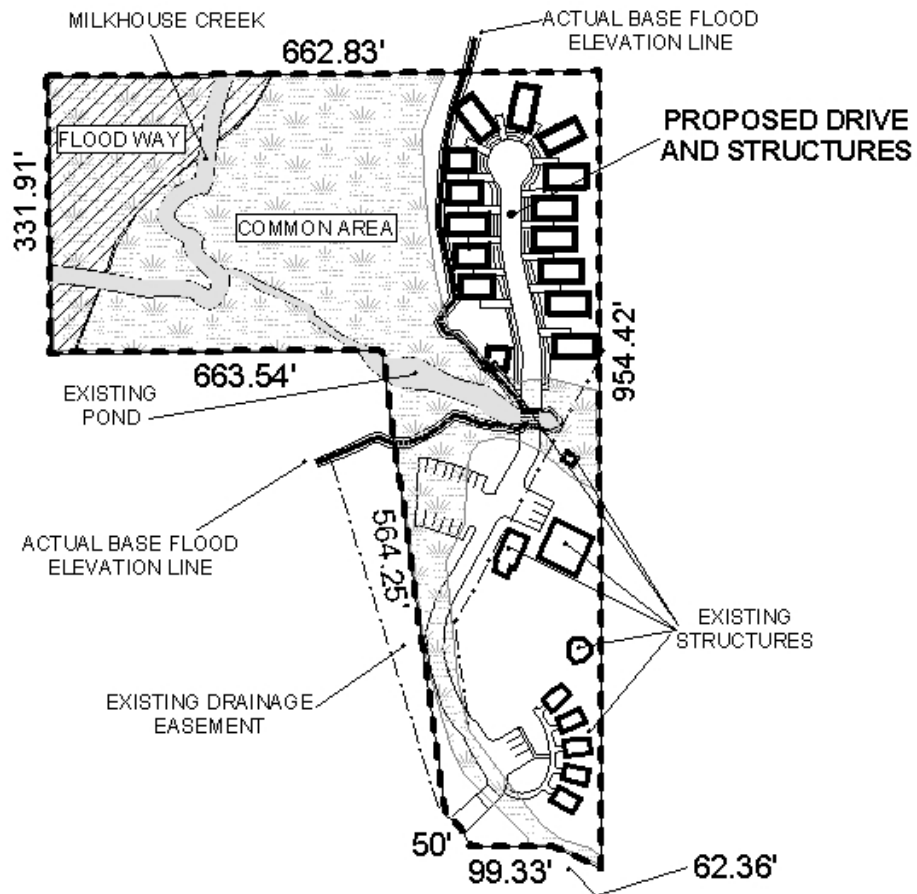 MILKHOUSE CREEK
662.83'
ACTUAL BASE FLOOD
ELEVATION LINE
FLOOD WAY
PROPOSED DRIVE
AND STRUCTURES
331.91'
COMMON AREA
954.42'
663.54'
EXISTING
POND
ACTUAL BASE FLOOD
ELEVATION LINE
564.25'
EXISTING
STRUCTURES
EXISTING DRAINAGE
EASEMENT
50'
99.33'
62.36'